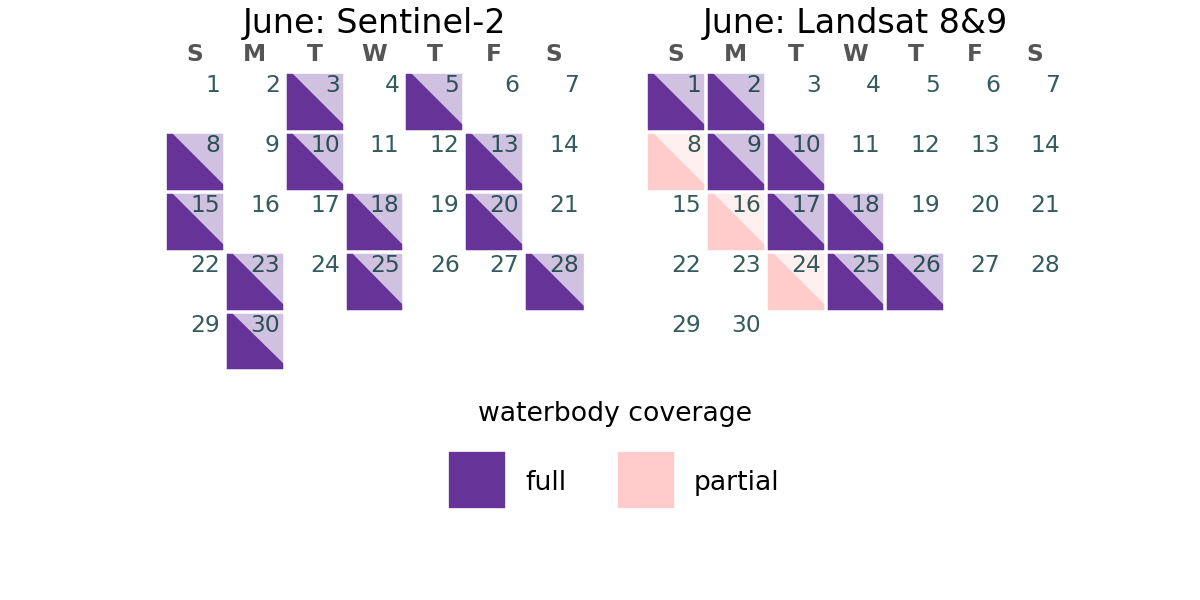 June: Sentinel-2
S M T W T F S
1 2 3 4 5 6 7
8 9 10 11 12 13 14
15 16 17 18 19 20 21
22 23 24 25 26 27 28
29 30
June: Landsat 8&9
S M T W T F S
1 2 3 4 5 6 7
8 9 10 11 12 13 14
15 16 17 18 19 20 21
22 23 24 25 26 27 28
29 30
waterbody coverage
full partial